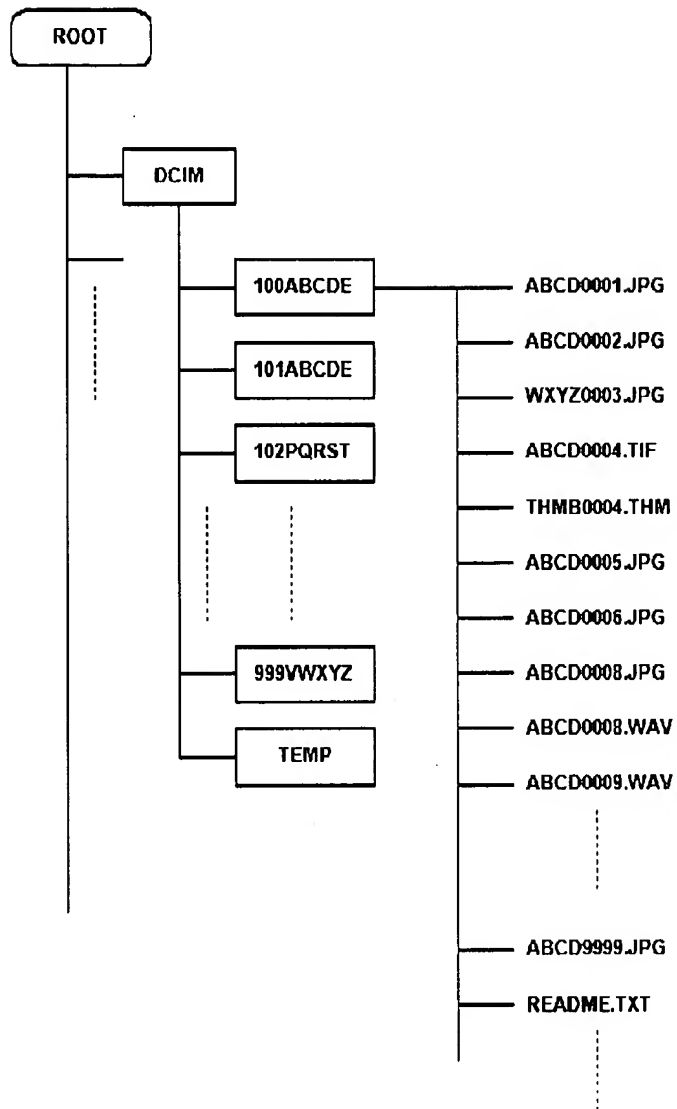 ROOT
DCIM
100ABCDE
101ABCDE
102PQRST
999VWXYZ
TEMP
ABCD0001.JPG
ABCD0002.JPG
WXYZ0003.JPG
ABCD0004.TIF
THMB0004.THM
ABCD0005.JPG
ABCD0006.JPG
ABCD0008.JPG
ABCD0008.WAV
ABCD0009.WAV
ABCD9999.JPG
README.TXT